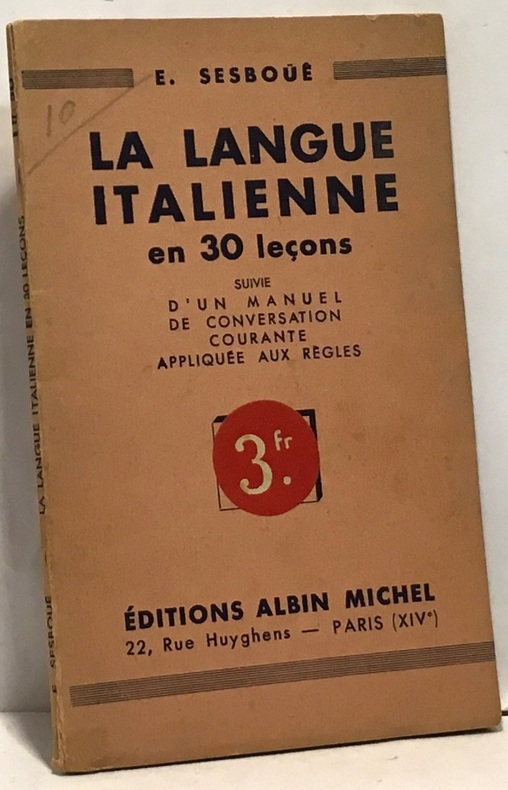 E. SESBOÜÉ
10
LA LANGUE
ITALIENNE
en 30 leçons
SUIVIE
D'UN MANUEL
DE CONVERSATION
COURANTE
APPLIQUÉE AUX RÈGLES
3.fr
ÉDITIONS ALBIN MICHEL
22, Rue Huyghens — PARIS (XIVe)
E. SESBOUÉ LA LANGUE ITALIENNE EN 30 LEÇONS